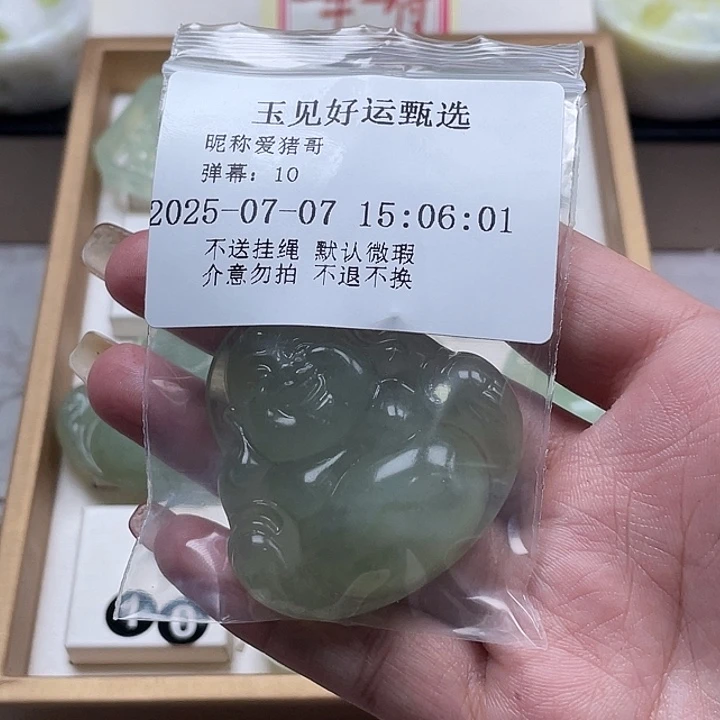 玉见好运甄选
昵称爱猪哥
弹幕：10
2025-07-07 15:06:01
不送挂绳 默认微瑕
介意勿拍 不退不换
10